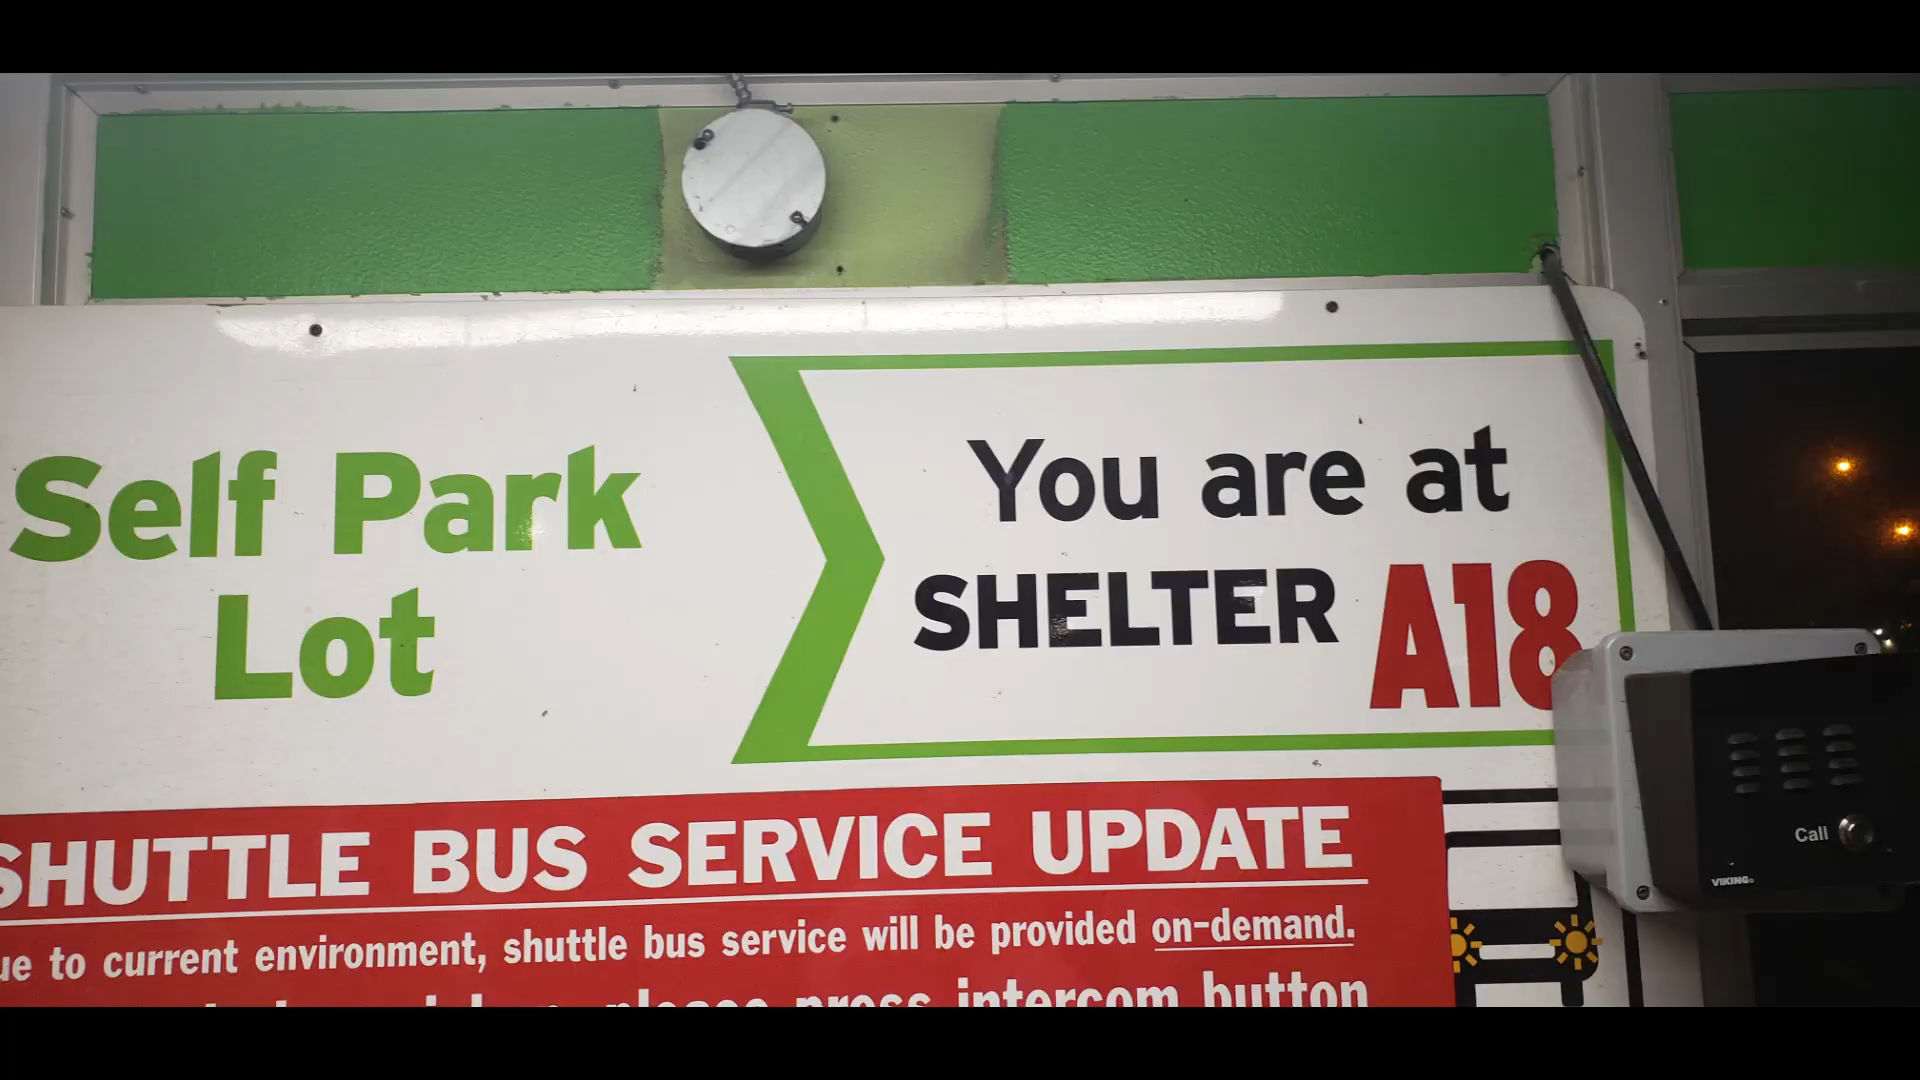 Self Park
Lot
You are at
SHELTER A18
SHUTTLE BUS SERVICE UPDATE
to current environment, shuttle bus service will be provided on-demand.
please press intercom button
Call
VIKING